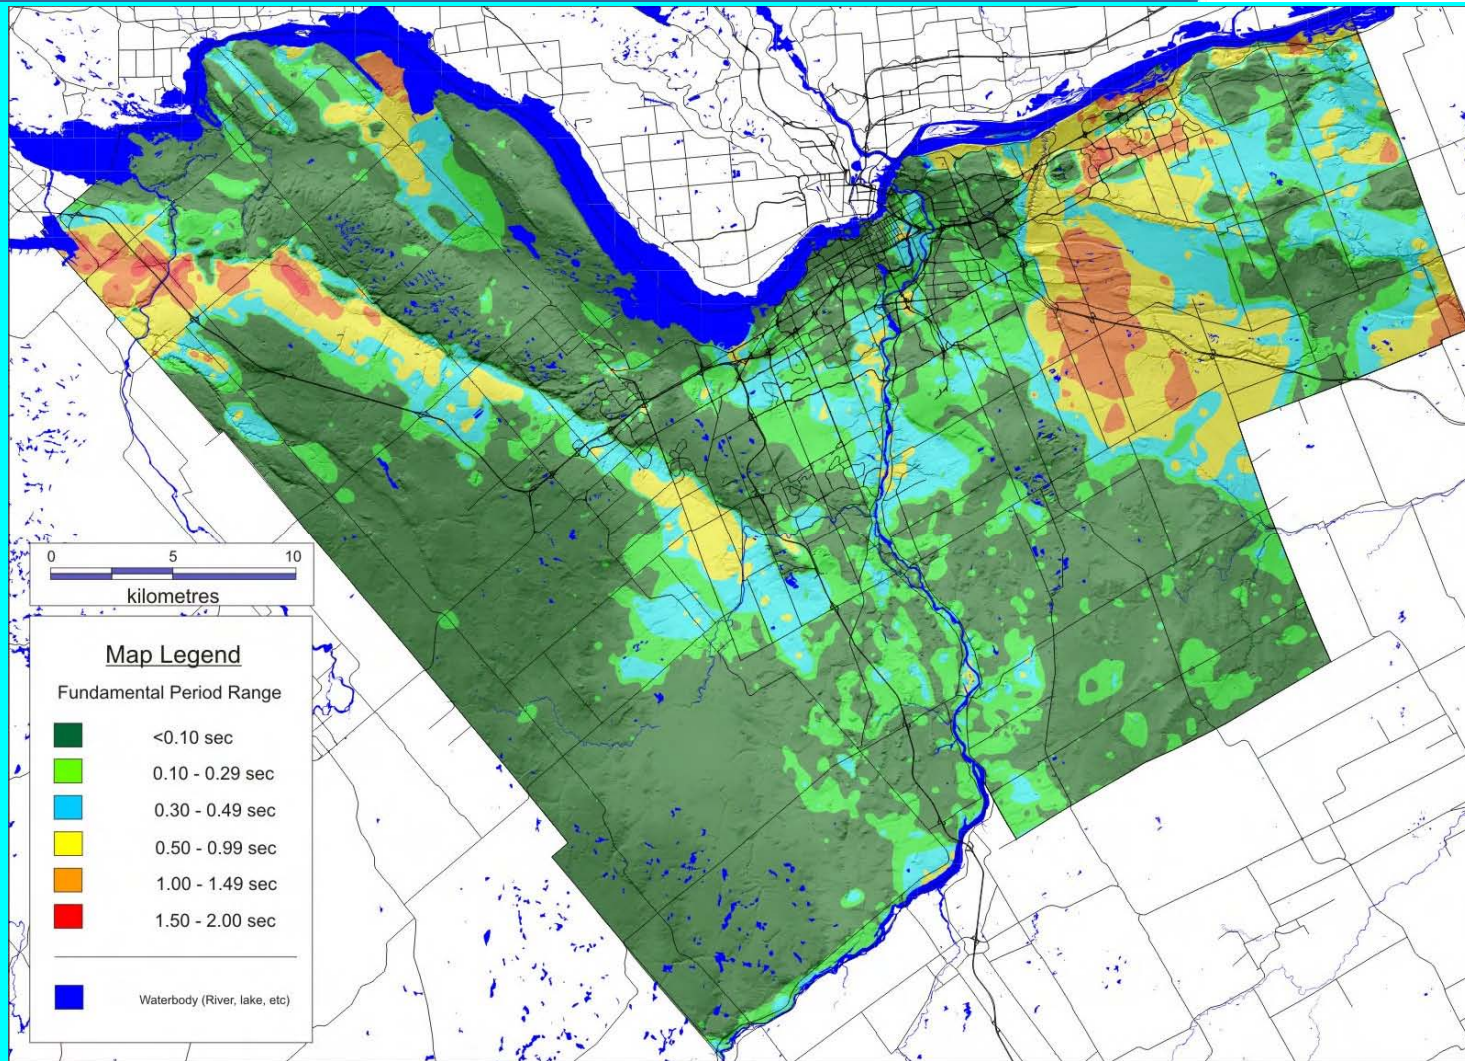 0 5 10
kilometres
Map Legend
Fundamental Period Range
<0.10 sec
0.10 - 0.29 sec
0.30 - 0.49 sec
0.50 - 0.99 sec
1.00 - 1.49 sec
1.50 - 2.00 sec
Waterbody (River, lake, etc)